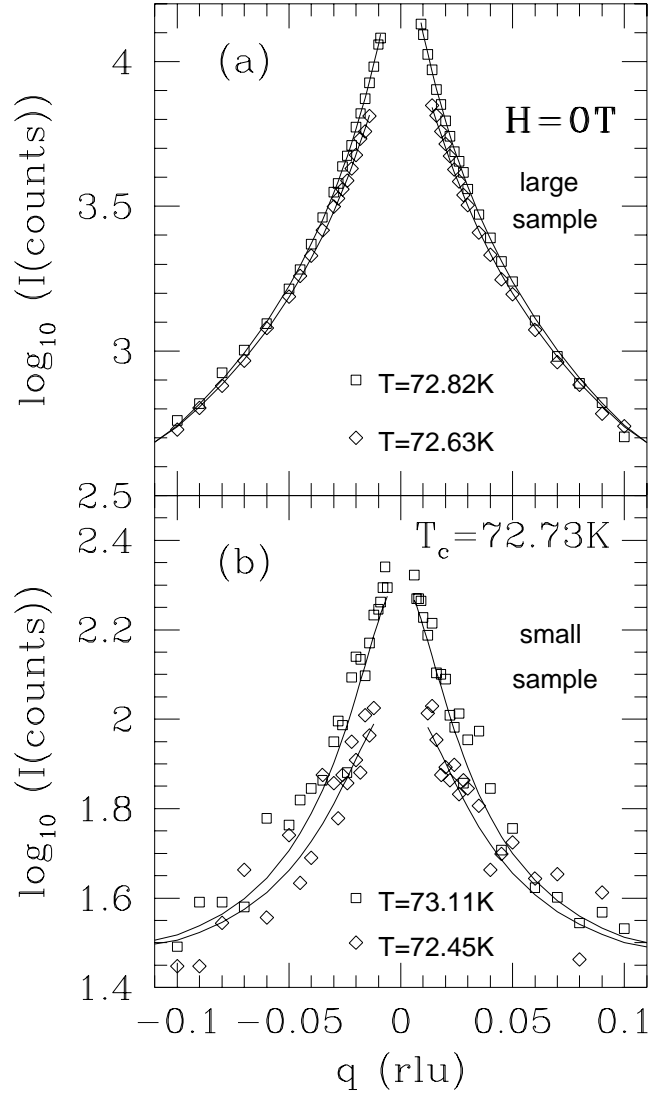 (a)
H=0T
large
sample
T=72.82K
T=72.63K
4
3.5
3
2.5
log10 (I(counts))
(b)
Tc=72.73K
small
sample
T=73.11K
T=72.45K
2.4
2.2
2
1.8
1.6
1.4
log10 (I(counts))
−0.1 −0.05 0 0.05 0.1
q (rlu)